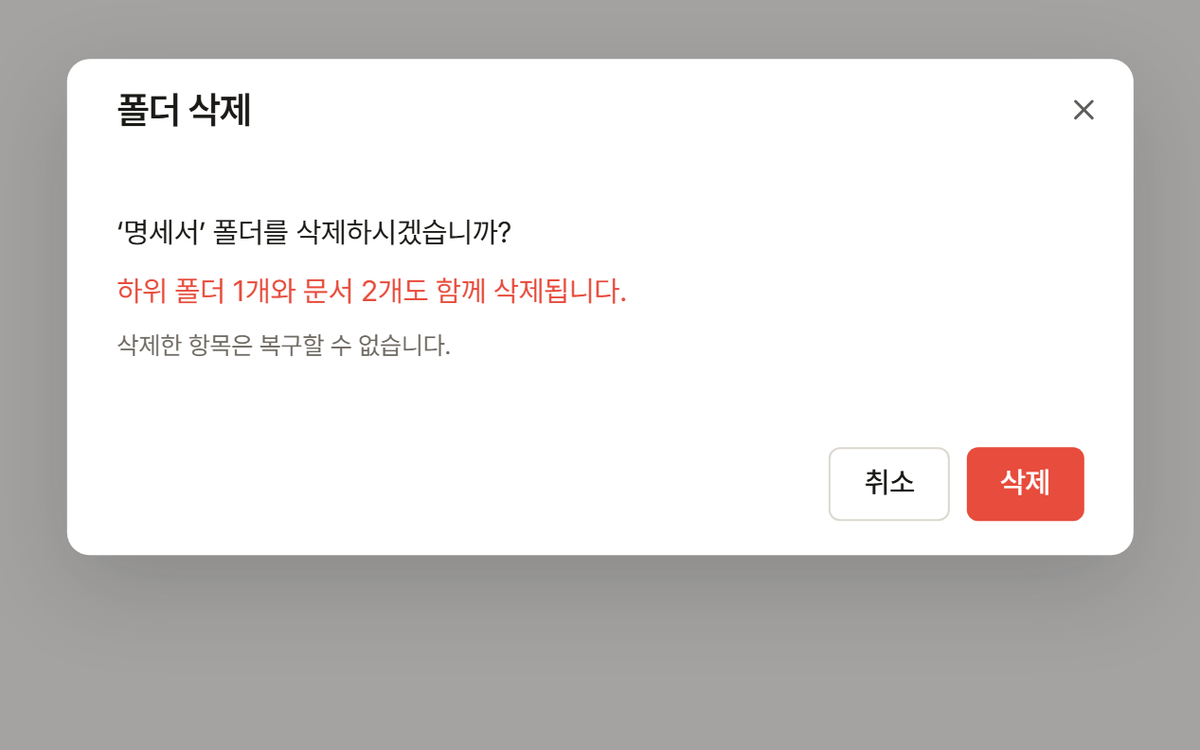 폴더 삭제
‘명세서’ 폴더를 삭제하시겠습니까?
하위 폴더 1개와 문서 2개도 함께 삭제됩니다.
삭제한 항목은 복구할 수 없습니다.
취소 삭제